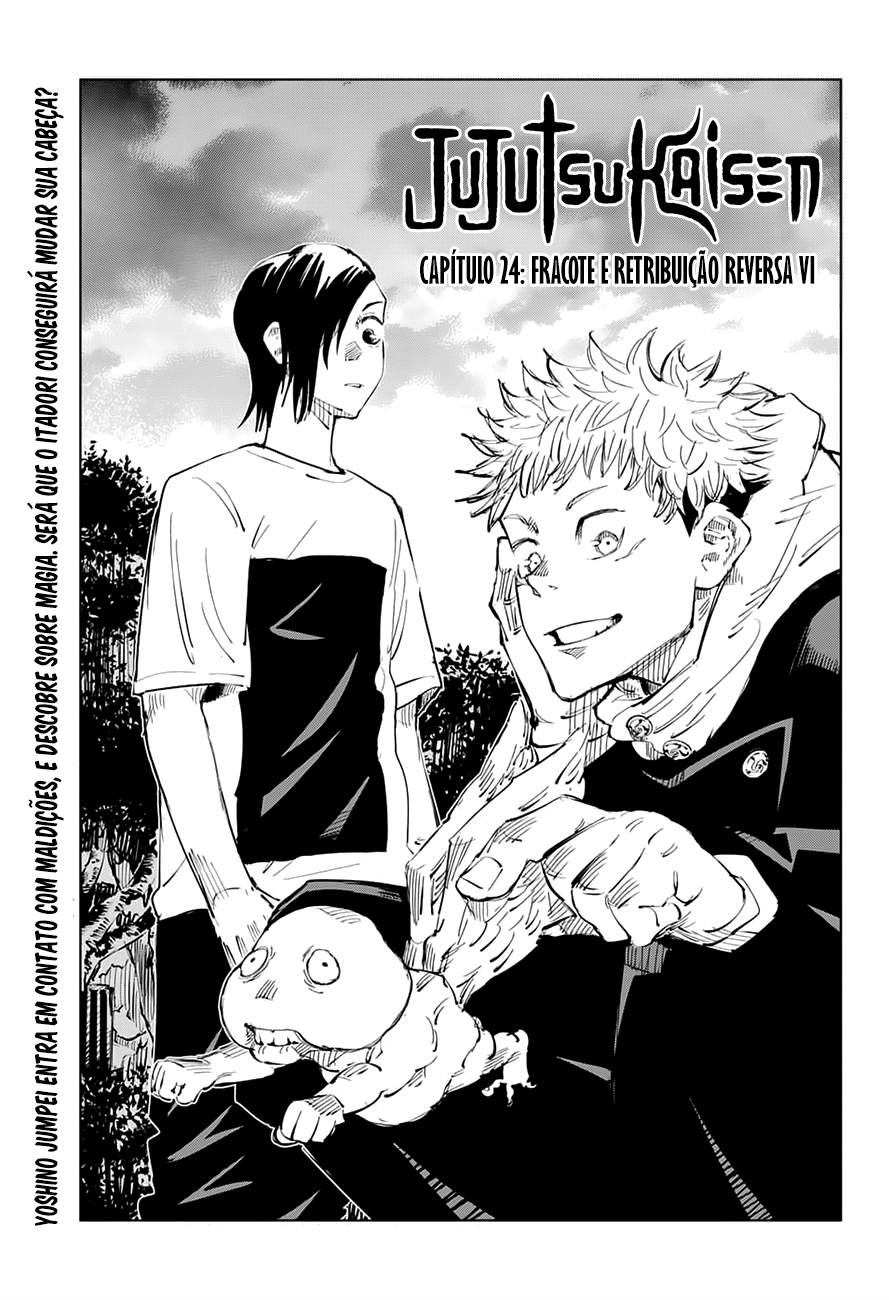 JUJUTSU KAISEN
CAPÍTULO 24: FRACOTE E RETRIBUIÇÃO REVERSA VI
YOSHINO JUMPEI ENTRA EM CONTATO COM MALDIÇÕES, E DESCOBRE SOBRE MAGIA. SERÁ QUE O ITADORI CONSEGUIRÁ MUDAR SUA CABEÇA?